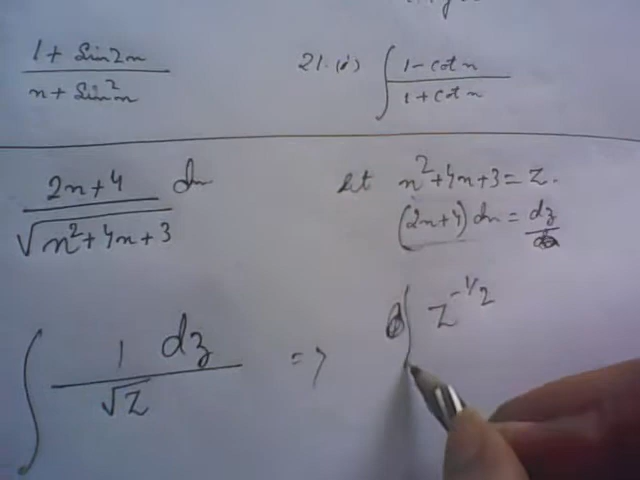 1 + Sin2x / x + Sin²x
21.(i) ∫ 1 - cot x / 1 + cot x
2x+4 / √x²+4x+3 dx
let x²+4x+3 = z.
(2x+4) dx = dz
∫ 1 dz / √z => ∫ z^-1/2